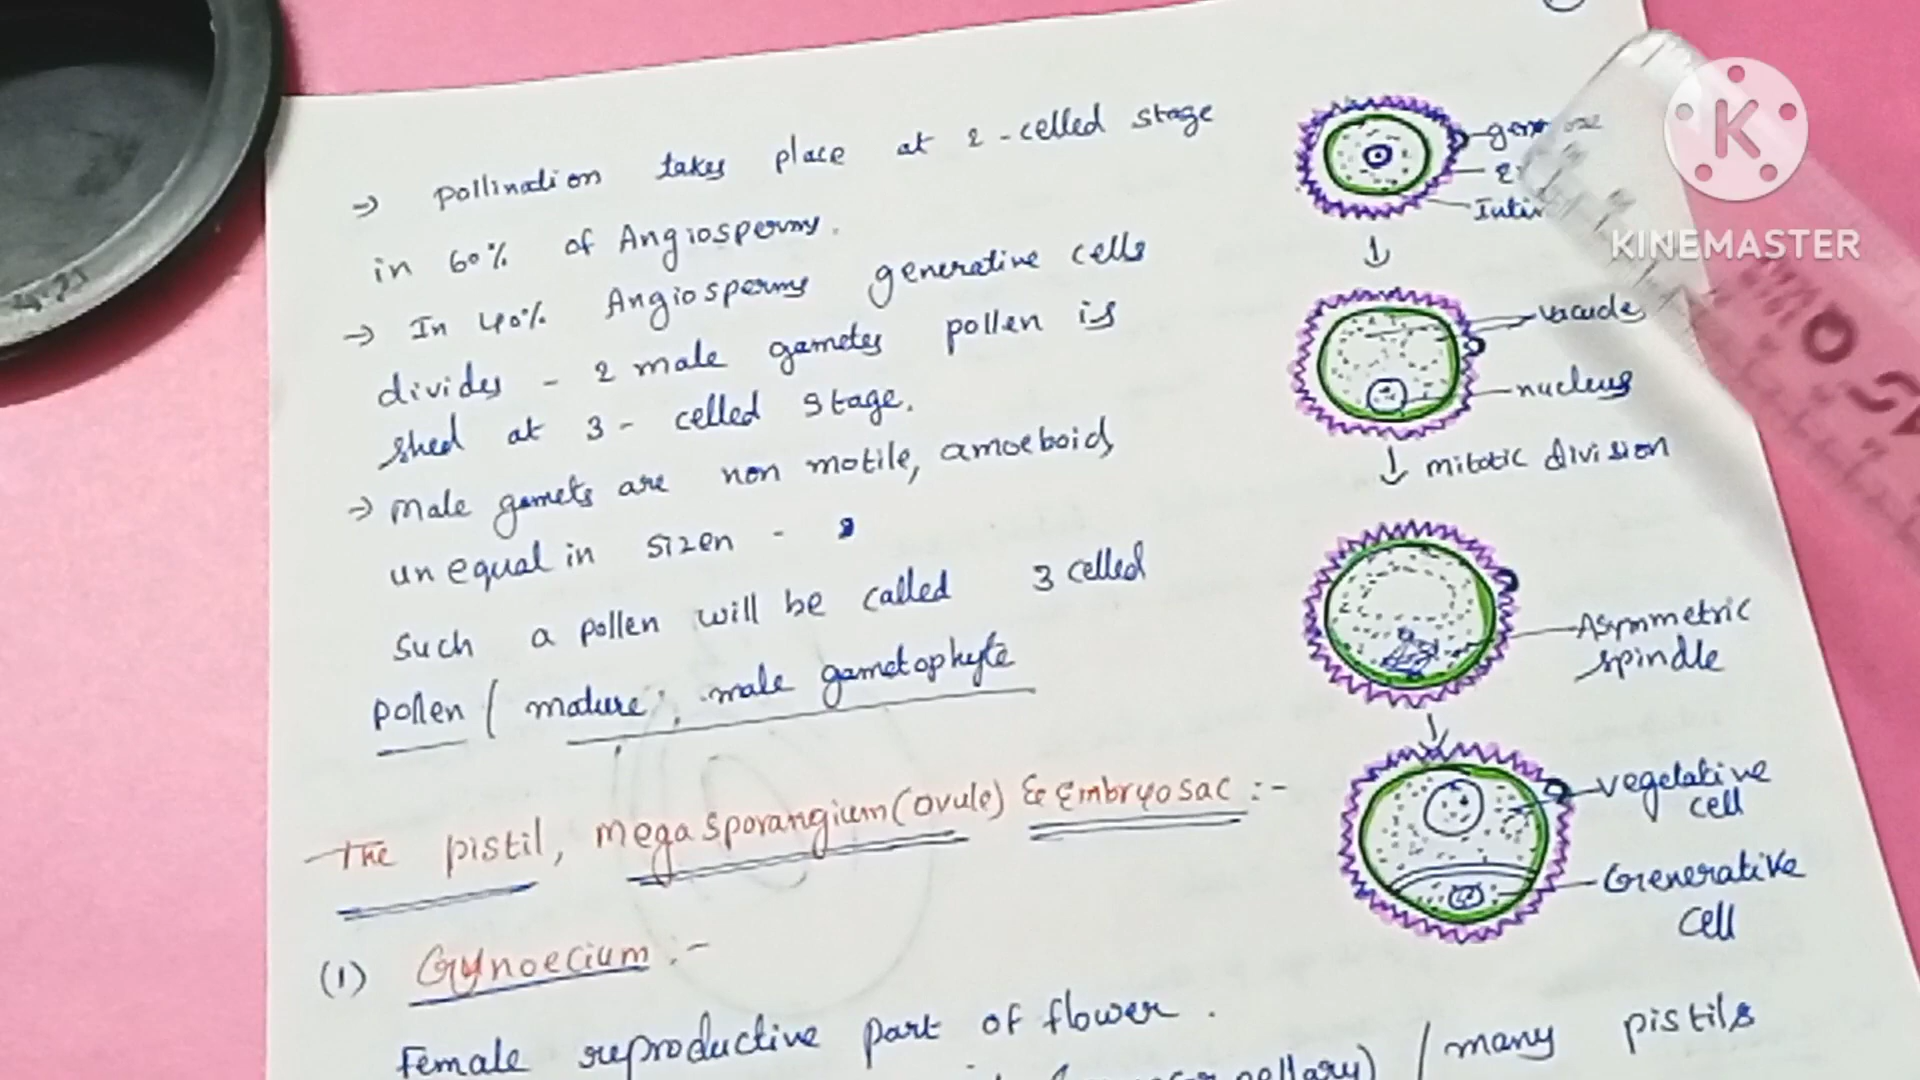 → pollination takes place at 2-celled stage
in 60% of Angiosperms.
→ In 40% Angiosperms generative cells
divides - 2 male gametes pollen is
shed at 3- celled stage.
→ Male gamets are non motile, amoeboid,
unequal in sizen -
Such a pollen will be called 3 celled
pollen / mature, male gametophyte
The pistil, megasporangium (ovule) & Embryosac :-
(1) Gynoecium :-
Female reproductive part of flower.
/ many pistils
↓
vacuole
nucleus
↓ mitotic division
Asymmetric
spindle
↓
vegetative
cell
Generative
cell
K
KINEMASTER